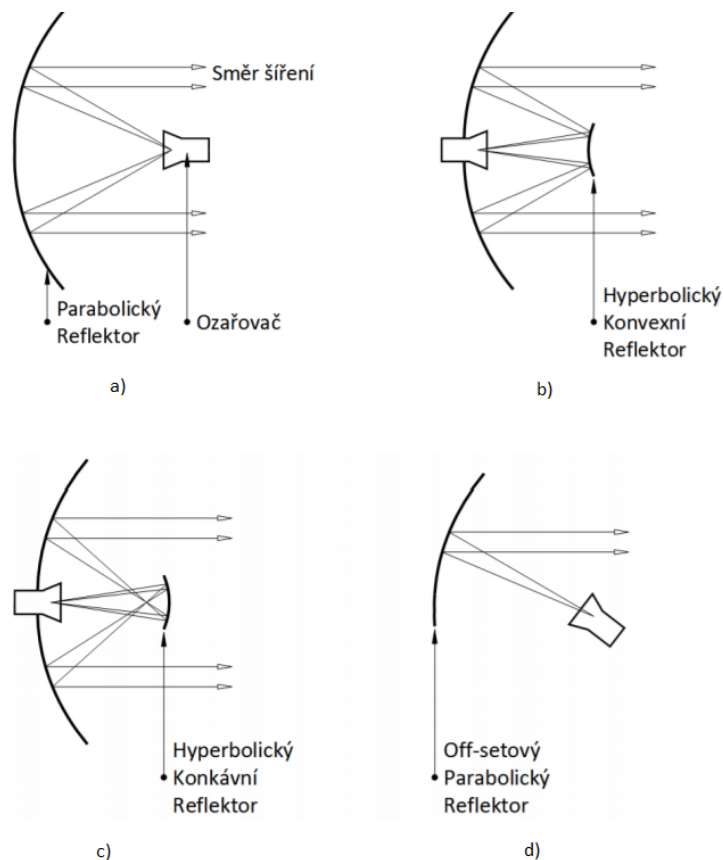 Směr šíření
Parabolický
Reflektor
Ozařovač
a)
Hyperbolický
Konvexní
Reflektor
b)
Hyperbolický
Konkávní
Reflektor
c)
Off-setový
Parabolický
Reflektor
d)